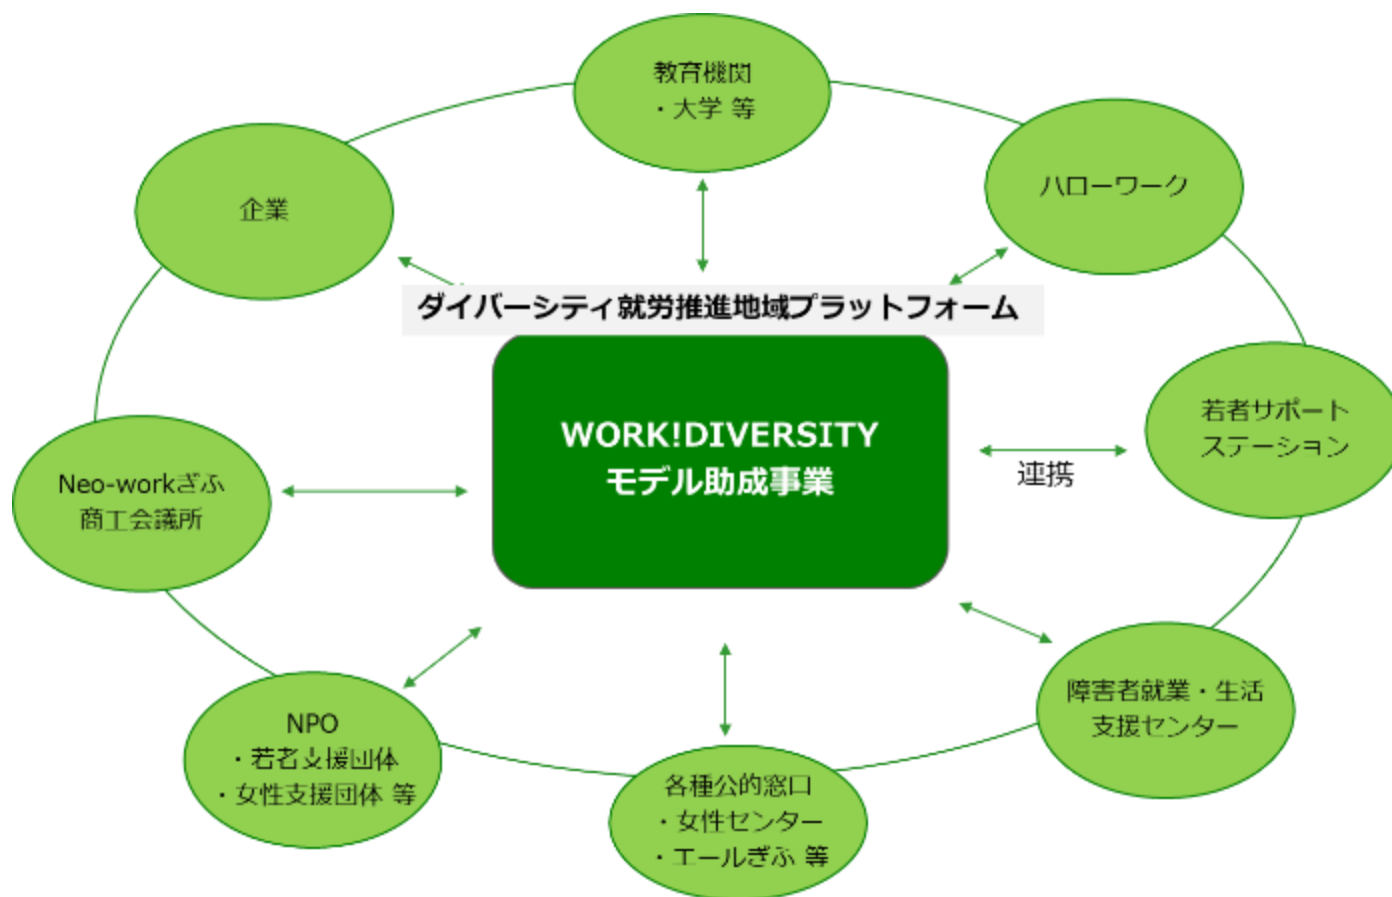 教育機関
・大学 等
ハローワーク
企業
ダイバーシティ就労推進地域プラットフォーム
WORK!DIVERSITY
モデル助成事業
若者サポート
ステーション
連携
Neo-workぎふ
商工会議所
障害者就業・生活
支援センター
NPO
・若者支援団体
・女性支援団体 等
各種公的窓口
・女性センター
・エールぎふ 等